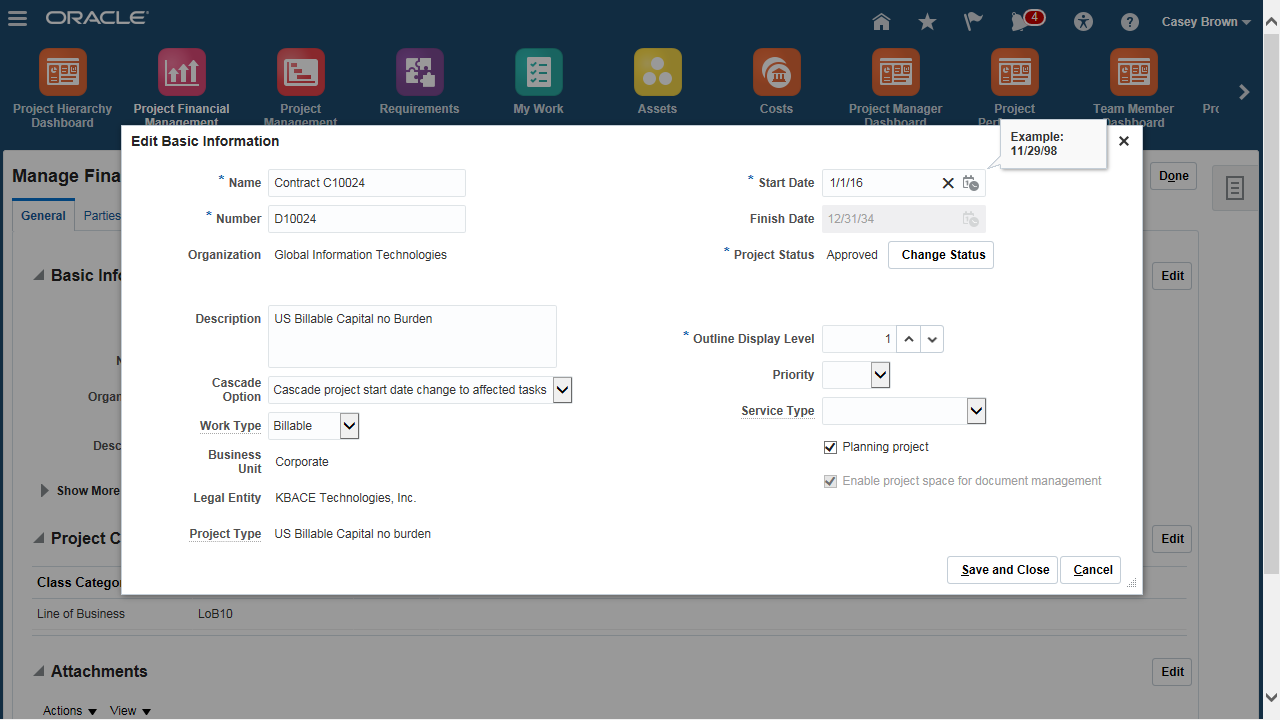 ORACLE
4
Casey Brown
Project Hierarchy
Dashboard
Project Financial
Management
Project
Management
Requirements
My Work
Assets
Costs
Project Manager
Dashboard
Project
Team Member
Dashboard
Edit Basic Information
Example:
11/29/98
* Name Contract C10024
* Start Date 1/1/16
* Number D10024
Finish Date 12/31/34
Organization Global Information Technologies
* Project Status Approved Change Status
Description US Billable Capital no Burden
* Outline Display Level 1
Cascade
Option Cascade project start date change to affected tasks
Priority
Work Type Billable
Service Type
Business
Unit Corporate
Planning project
Legal Entity KBACE Technologies, Inc.
Enable project space for document management
Project Type US Billable Capital no burden
Save and Close Cancel
Manage Fina
Done
General Parties
Basic Info
Edit
N
Organ
Desc
Show More
Project C
Edit
Class Catego
Line of Business LoB10
Attachments
Edit
Actions View